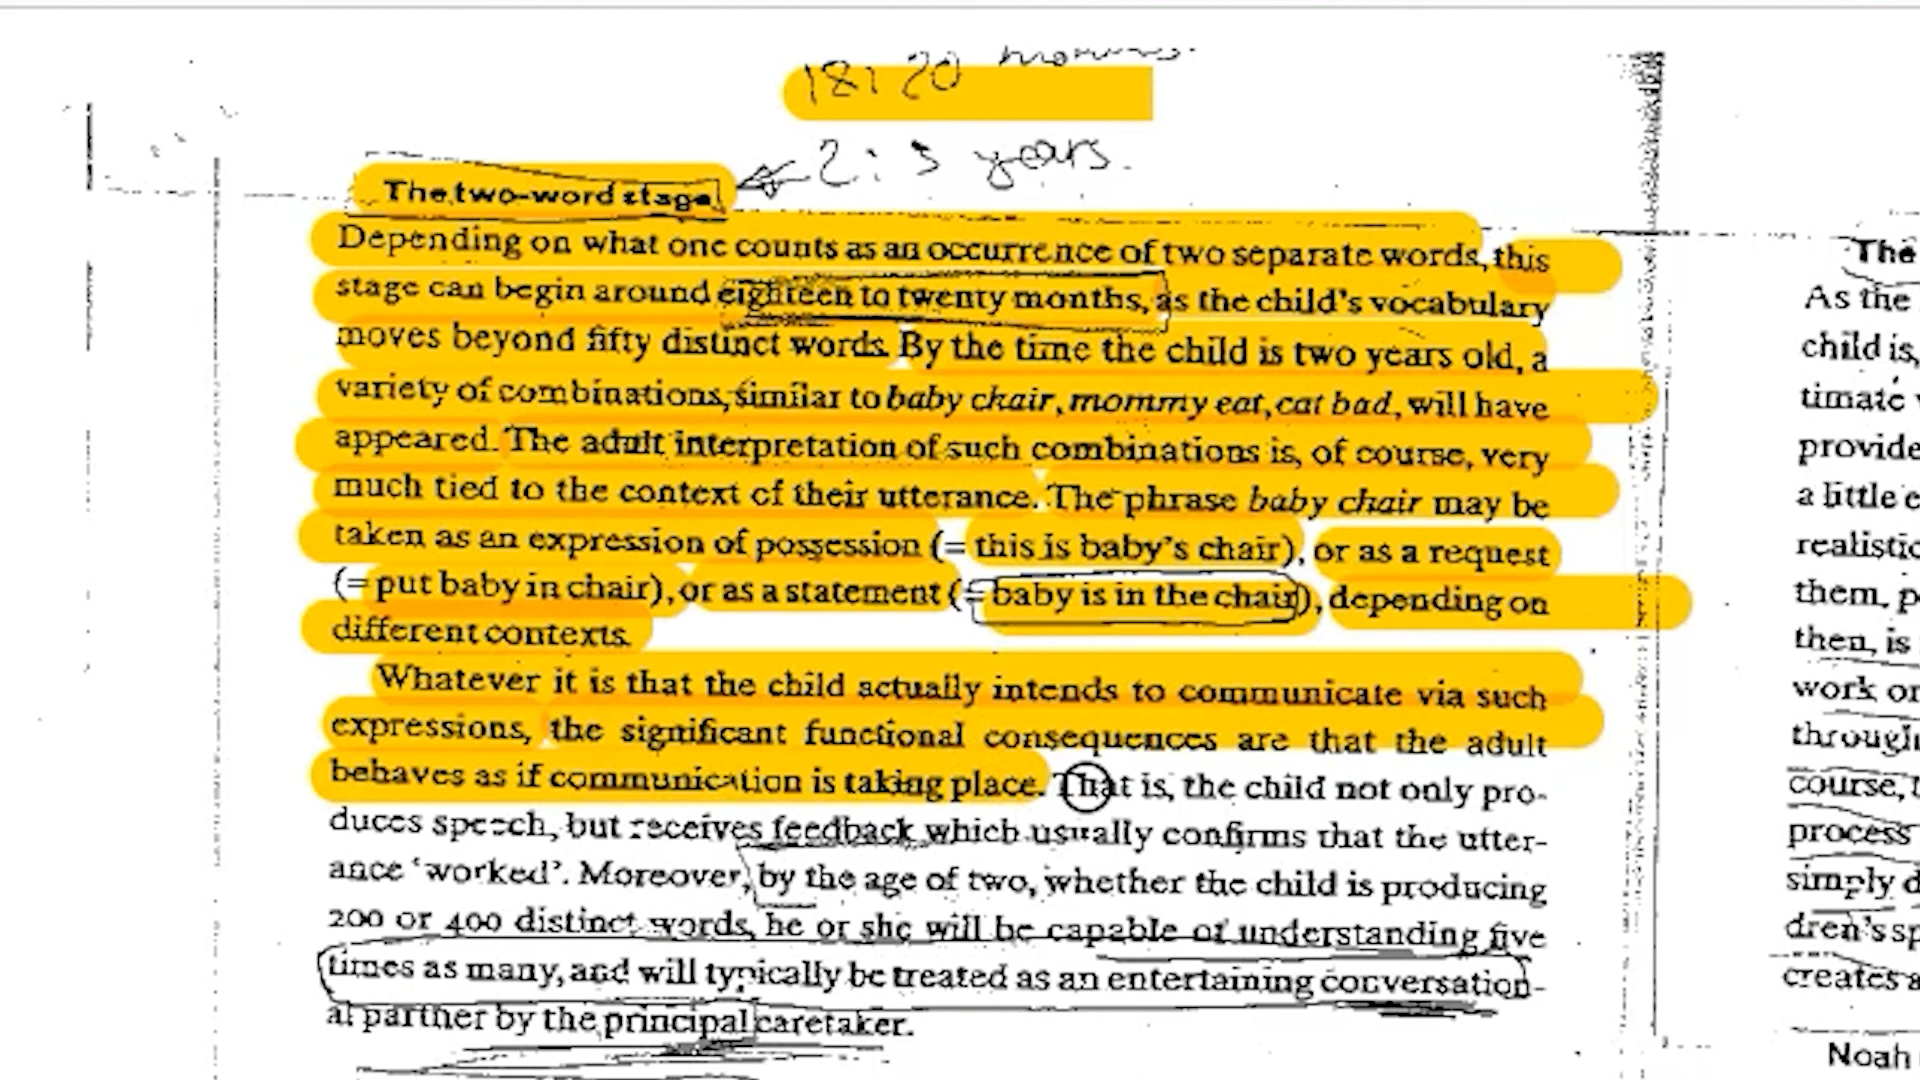 18: 20 months.
2: 3 years.
The two-word stage
Depending on what one counts as an occurrence of two separate words, this
stage can begin around eighteen to twenty months, as the child's vocabulary
moves beyond fifty distinct words. By the time the child is two years old, a
variety of combinations, similar to baby chair, mommy eat, cat bad, will have
appeared. The adult interpretation of such combinations is, of course, very
much tied to the context of their utterance. The phrase baby chair may be
taken as an expression of possession (= this is baby's chair), or as a request
(= put baby in chair), or as a statement (= baby is in the chair), depending on
different contexts.
Whatever it is that the child actually intends to communicate via such
expressions, the significant functional consequences are that the adult
behaves as if communication is taking place. That is, the child not only pro-
duces speech, but receives feedback which usually confirms that the utter-
ance 'worked'. Moreover, by the age of two, whether the child is producing
200 or 400 distinct words, he or she will be capable of understanding five
times as many, and will typically be treated as an entertaining conversation-
al partner by the principal caretaker.
The
As the
child is,
timate
provide
a little e
realistic
them, p
then, is
work or
through
course, t
process
simply d
dren's sp
creates a
Noah